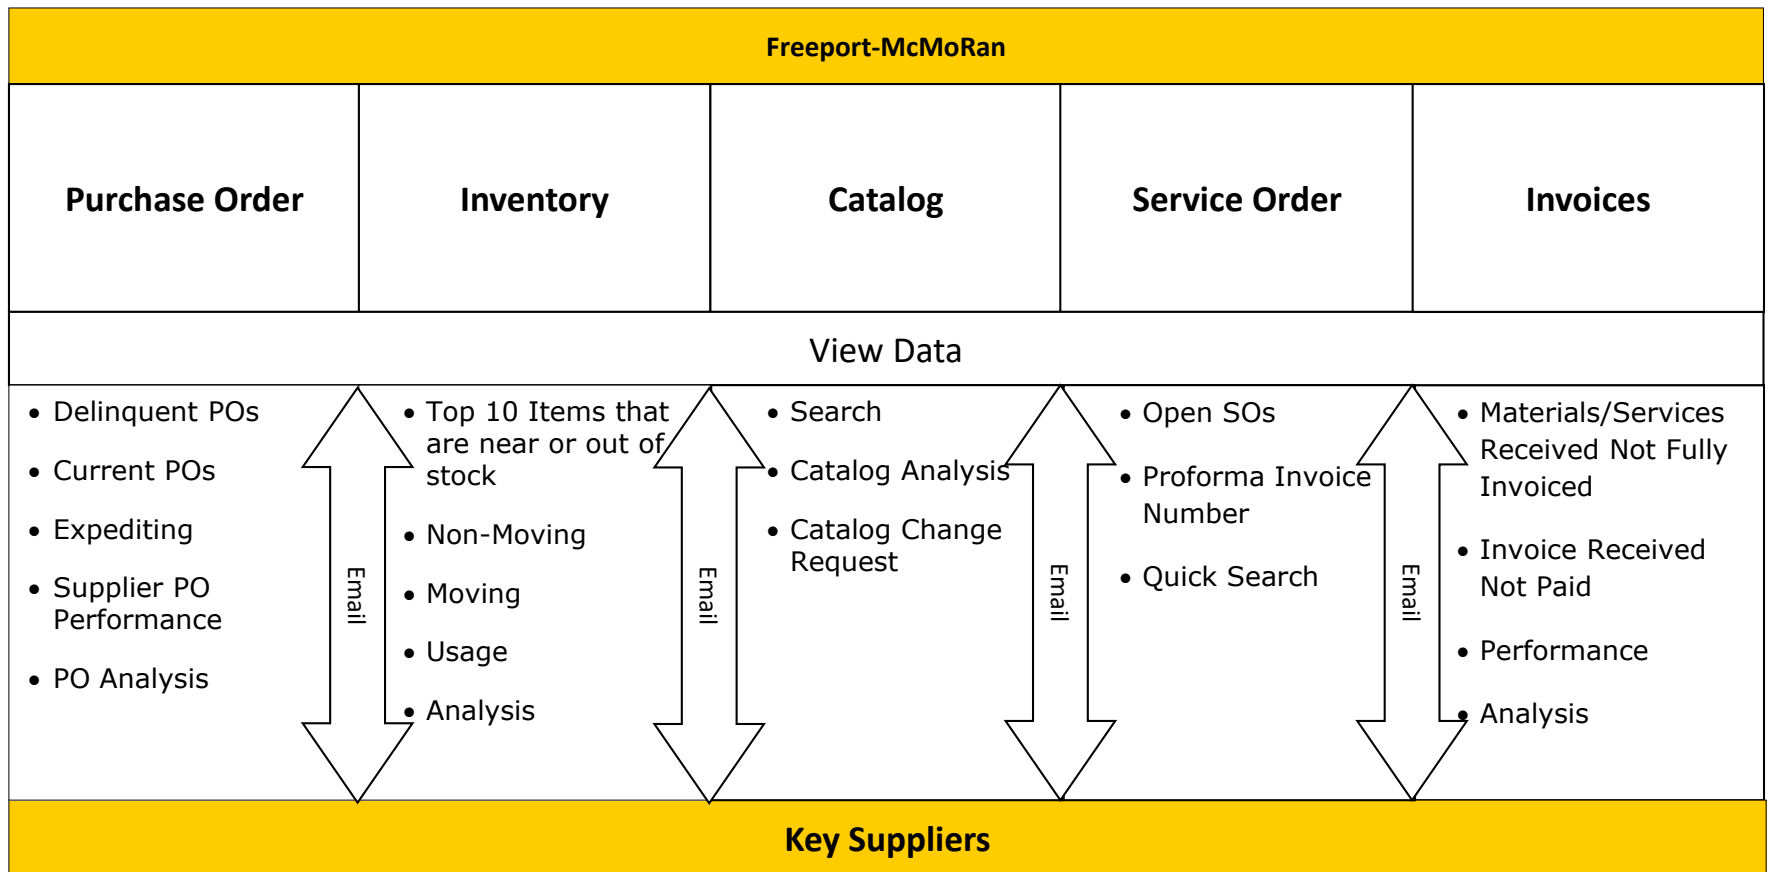 Freeport-McMoRan
Purchase Order
Inventory
Catalog
Service Order
Invoices
View Data
• Delinquent POs
• Current POs
• Expediting
• Supplier PO
Performance
• PO Analysis
Email
• Top 10 Items that
are near or out of
stock
• Non-Moving
• Moving
• Usage
• Analysis
Email
• Search
• Catalog Analysis
• Catalog Change
Request
Email
• Open SOs
• Proforma Invoice
Number
• Quick Search
Email
• Materials/Services
Received Not Fully
Invoiced
• Invoice Received
Not Paid
• Performance
• Analysis
Key Suppliers